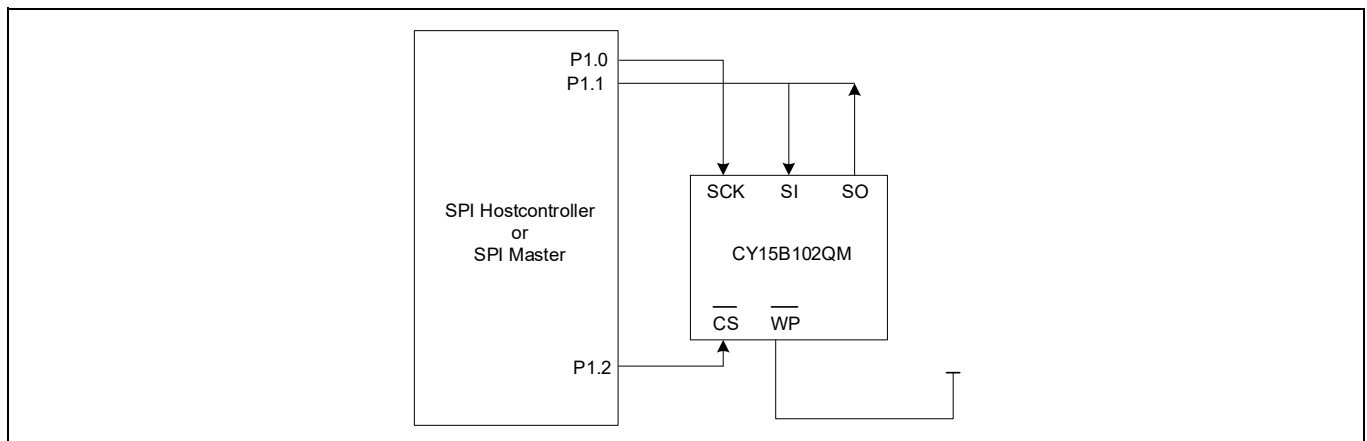 P1.0
P1.1
SCK SI SO
SPI Hostcontroller
or
SPI Master
CY15B102QM
CS WP
P1.2